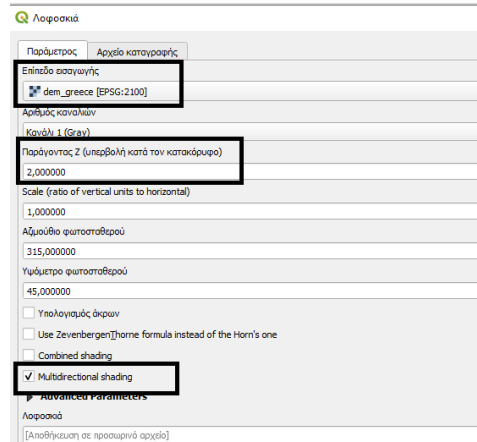 Λοφοσκιά
Παράμετρος Αρχείο καταγραφής
Επίπεδο εισαγωγής
dem_greece [EPSG:2100]
Αριθμός καναλιών
Κανάλι 1 (Gray)
Παράγοντας Ζ (υπερβολή κατά τον κατακόρυφο)
2,000000
Scale (ratio of vertical units to horizontal)
1,000000
Αζιμούθιο φωτοσταθερού
315,000000
Υψόμετρο φωτοσταθερού
45,000000
Υπολογισμός άκρων
Use ZevenbergenThorne formula instead of the Horn's one
Combined shading
Multidirectional shading
Advanced Parameters
Λοφοσκιά
[Αποθήκευση σε προσωρινό αρχείο]